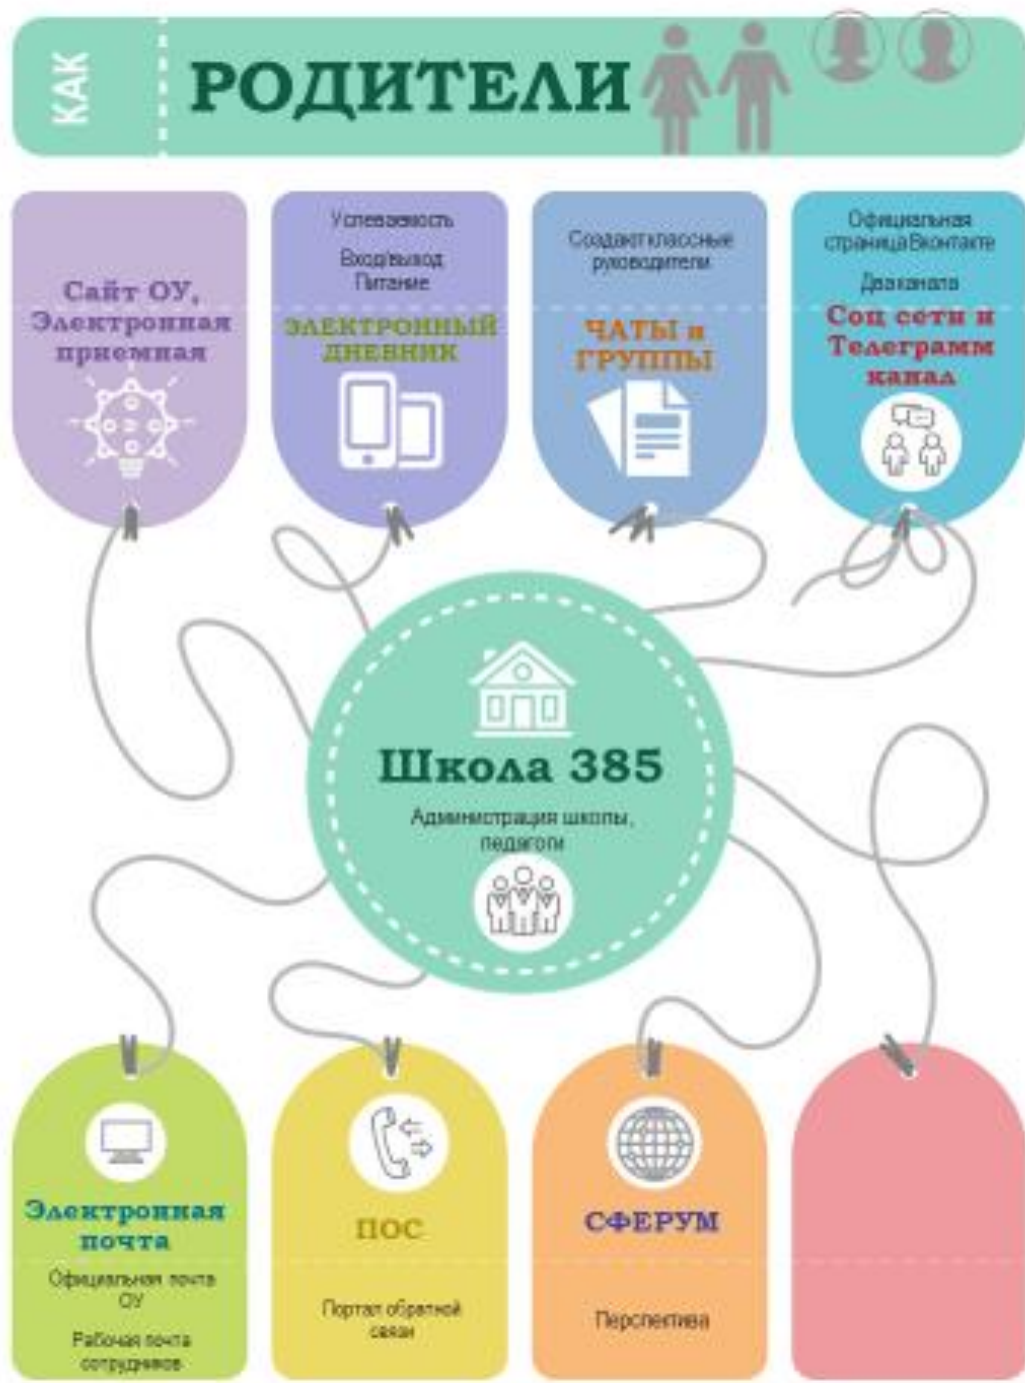 КАК
РОДИТЕЛИ
Сайт ОУ,
Электронная
приемная
Успеваемость
Вход/выход
Питание
ЭЛЕКТРОННЫЙ
ДНЕВНИК
Создают классные
руководители
ЧАТЫ и
ГРУППЫ
Официальная
страница Вконтакте
Два канала
Соц сети и
Телеграмм
канал
Школа 385
Администрация школы,
педагоги
Электронная
почта
Официальная почта
ОУ
Рабочая почта
сотрудников
ПОС
Портал обратной
связи
СФЕРУМ
Перспектива